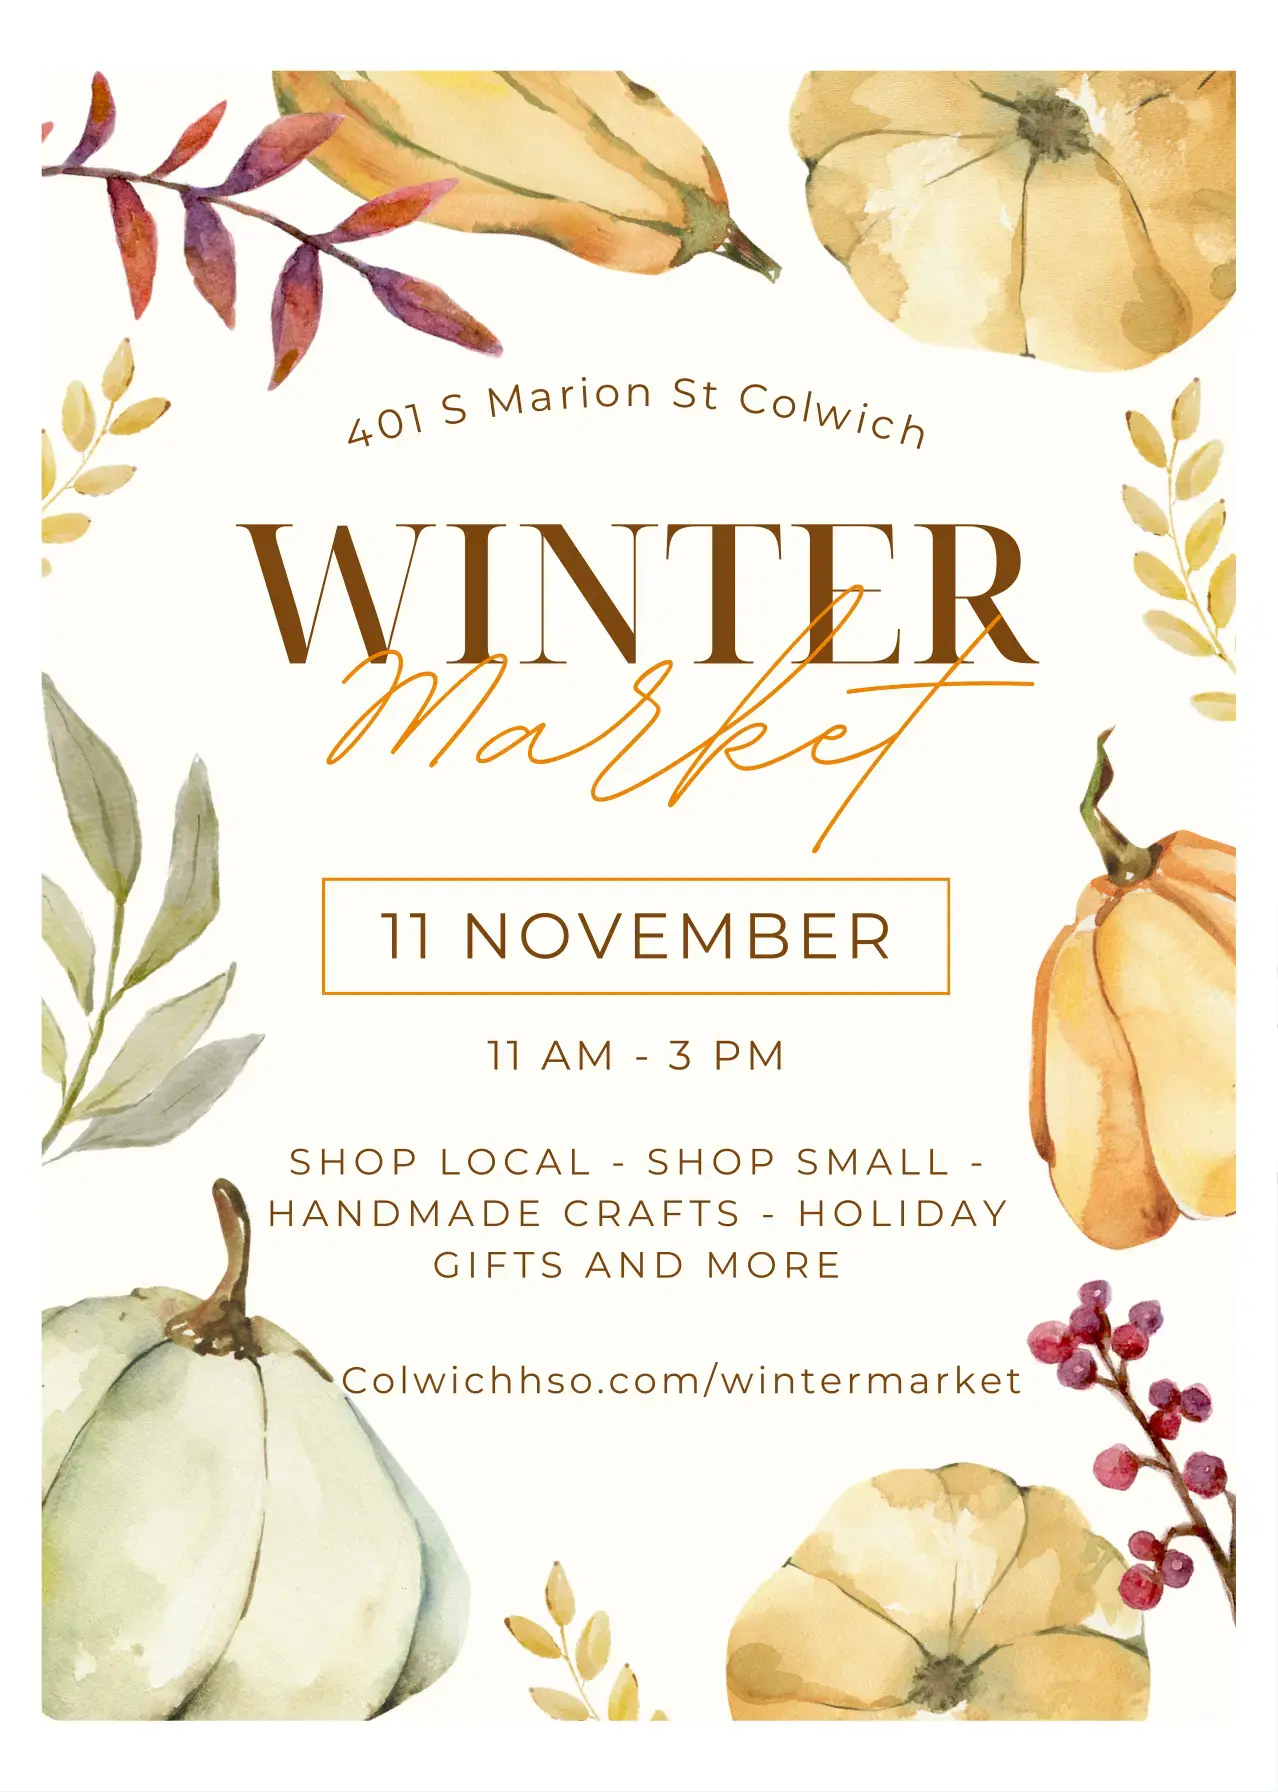 401 S Marion St Colwich
WINTER
Market
11 NOVEMBER
11 AM - 3 PM
SHOP LOCAL - SHOP SMALL -
HANDMADE CRAFTS - HOLIDAY
GIFTS AND MORE
Colwichhso.com/wintermarket